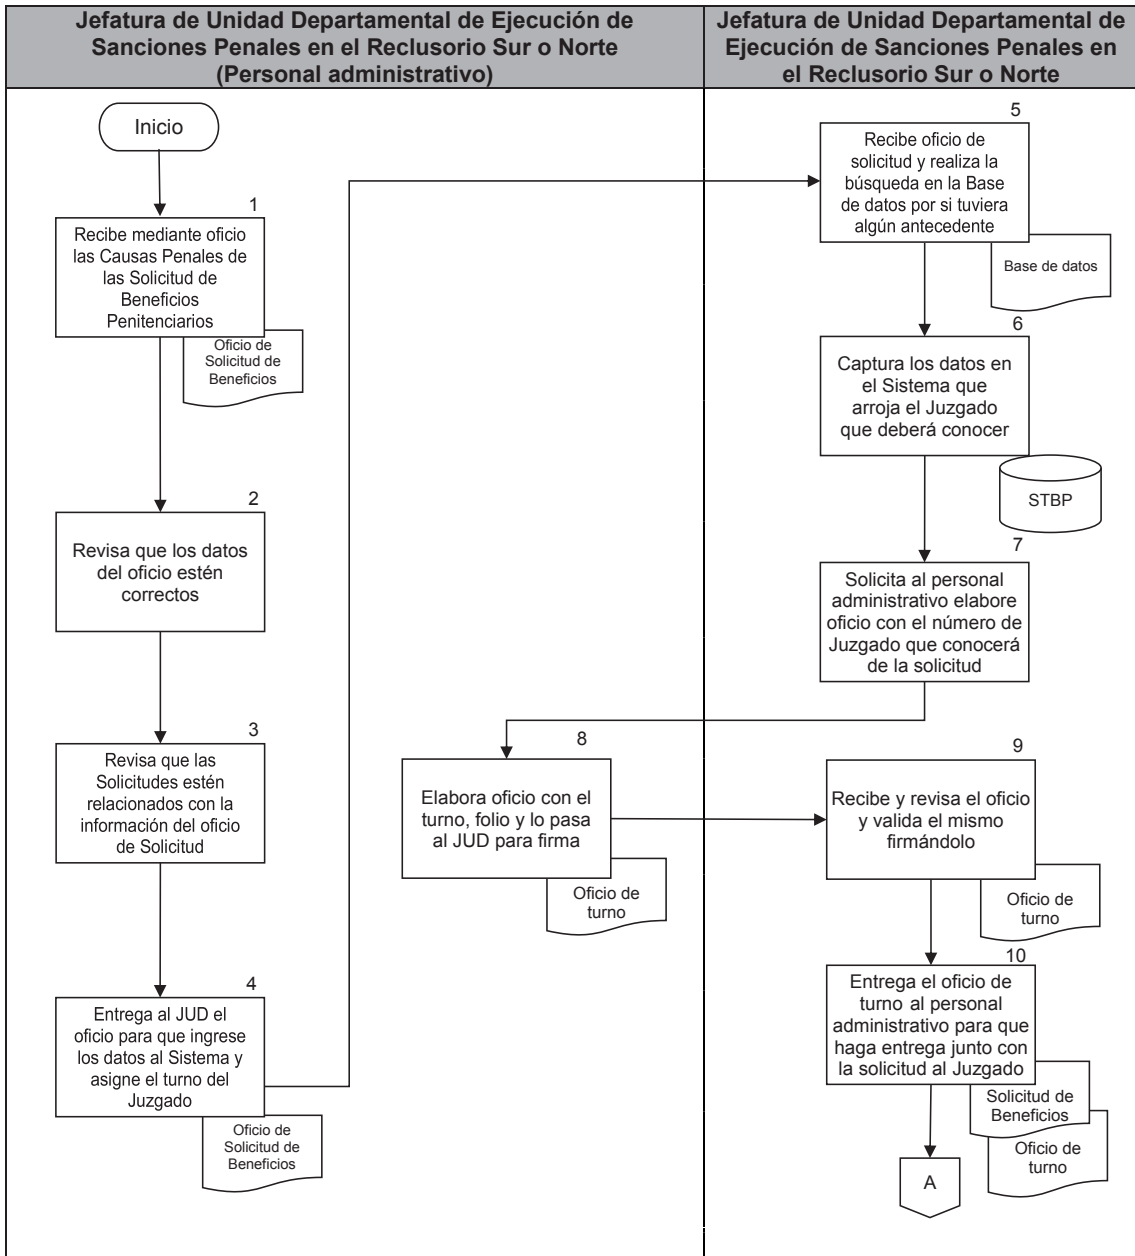 Jefatura de Unidad Departamental de Ejecución de
Sanciones Penales en el Reclusorio Sur o Norte
(Personal administrativo)
Jefatura de Unidad Departamental de
Ejecución de Sanciones Penales en
el Reclusorio Sur o Norte
Inicio
1
Recibe mediante oficio
las Causas Penales de
las Solicitud de
Beneficios
Penitenciarios
Oficio de
Solicitud de
Beneficios
2
Revisa que los datos
del oficio estén
correctos
3
Revisa que las
Solicitudes estén
relacionados con la
información del oficio
de Solicitud
4
Entrega al JUD el
oficio para que ingrese
los datos al Sistema y
asigne el turno del
Juzgado
Oficio de
Solicitud de
Beneficios
5
Recibe oficio de
solicitud y realiza la
búsqueda en la Base
de datos por si tuviera
algún antecedente
Base de datos
6
Captura los datos en
el Sistema que
arroja el Juzgado
que deberá conocer
STBP
7
Solicita al personal
administrativo elabore
oficio con el número de
Juzgado que conocerá
de la solicitud
8
Elabora oficio con el
turno, folio y lo pasa
al JUD para firma
Oficio de
turno
9
Recibe y revisa el oficio
y valida el mismo
firmándolo
Oficio de
turno
10
Entrega el oficio de
turno al personal
administrativo para que
haga entrega junto con
la solicitud al Juzgado
Solicitud de
Beneficios
Oficio de
turno
A